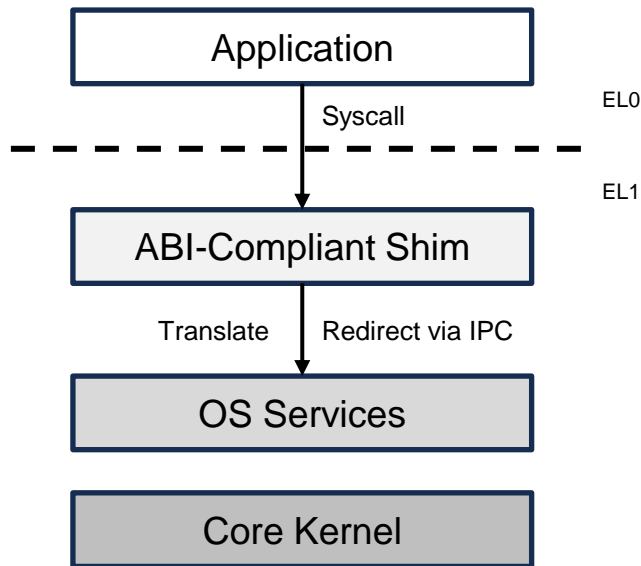 Application
EL0
Syscall
EL1
ABI-Compliant Shim
Translate Redirect via IPC
OS Services
Core Kernel